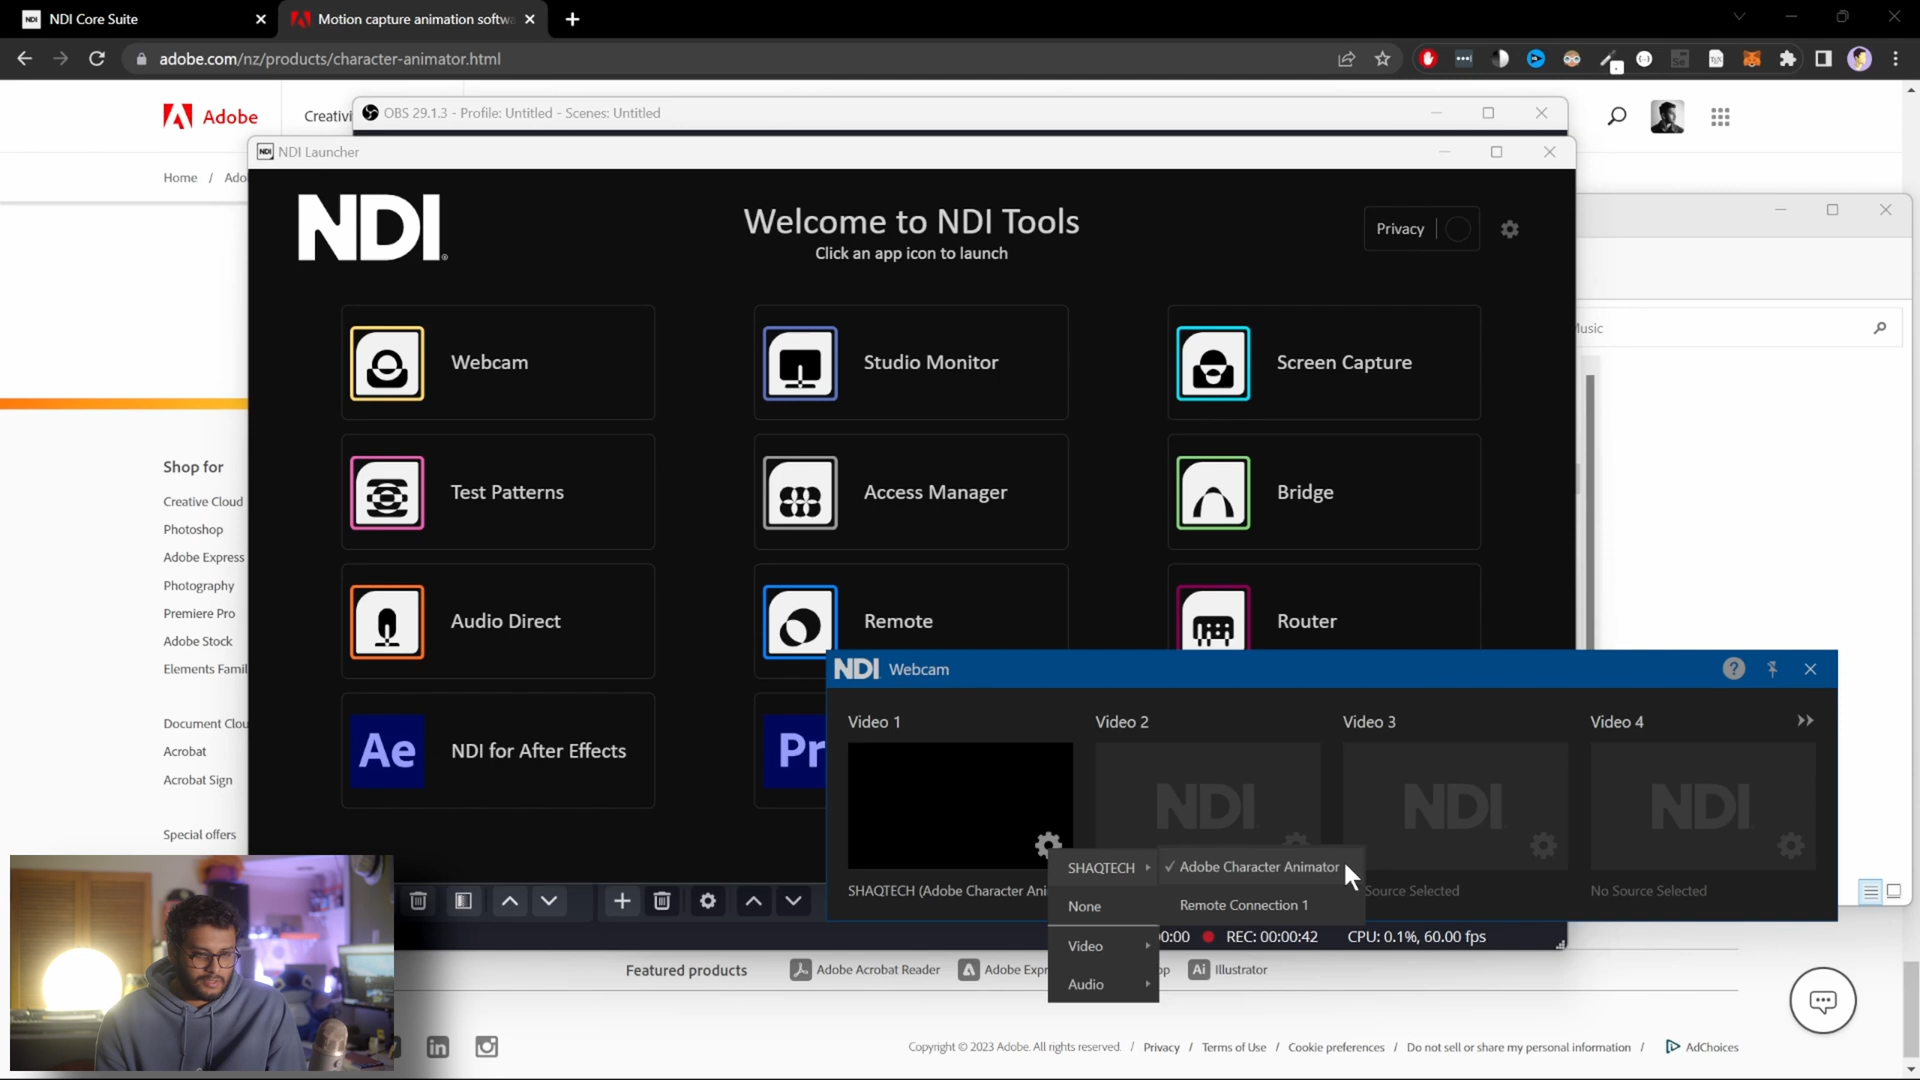 NDI Core Suite
Motion capture animation softw
adobe.com/nz/products/character-animator.html
Adobe
Creativi
OBS 29.1.3 - Profile: Untitled - Scenes: Untitled
NDI Launcher
Home / Ado
NDI
Welcome to NDI Tools
Click an app icon to launch
Privacy
Music
Webcam
Studio Monitor
Screen Capture
Test Patterns
Access Manager
Bridge
Audio Direct
Remote
Router
Ae
NDI for After Effects
Pr
Shop for
Creative Cloud
Photoshop
Adobe Express
Photography
Premiere Pro
Adobe Stock
Elements Famil
Document Clou
Acrobat
Acrobat Sign
Special offers
NDI Webcam
Video 1
Video 2
Video 3
Video 4
NDI
NDI
NDI
SHAQTECH (Adobe Character Ani
Source Selected
No Source Selected
SHAQTECH
Adobe Character Animator
None
Remote Connection 1
Video
Audio
0:00
REC: 00:00:42
CPU: 0.1%, 60.00 fps
Featured products
Adobe Acrobat Reader
Adobe Expr
op
Ai Illustrator
Copyright © 2023 Adobe. All rights reserved. / Privacy / Terms of Use / Cookie preferences / Do not sell or share my personal information / AdChoices